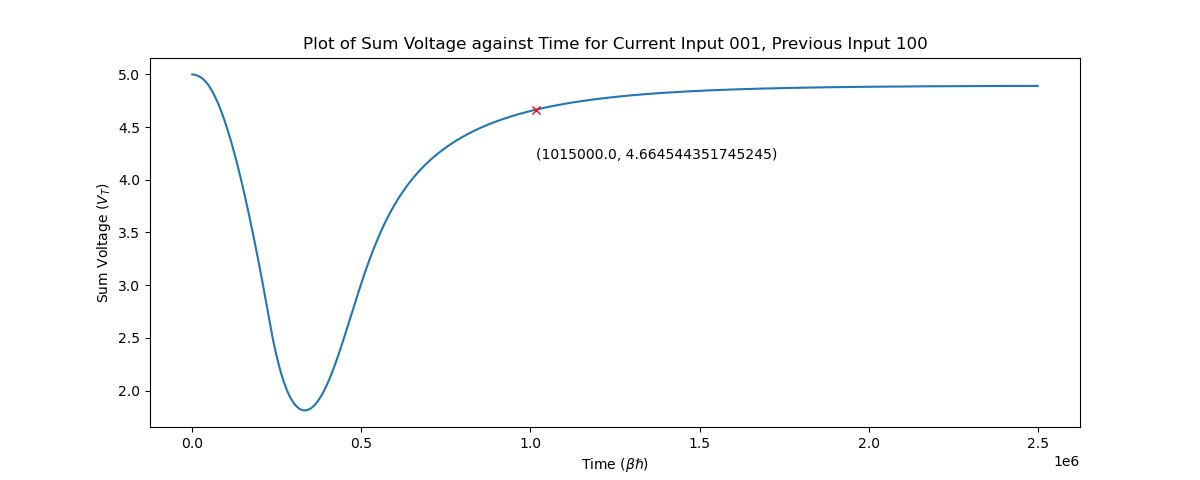 Plot of Sum Voltage against Time for Current Input 001, Previous Input 100
Sum Voltage (V_T)
5.0
4.5
4.0
3.5
3.0
2.5
2.0
(1015000.0, 4.664544351745245)
0.0 0.5 1.0 1.5 2.0 2.5
1e6
Time (βℏ)